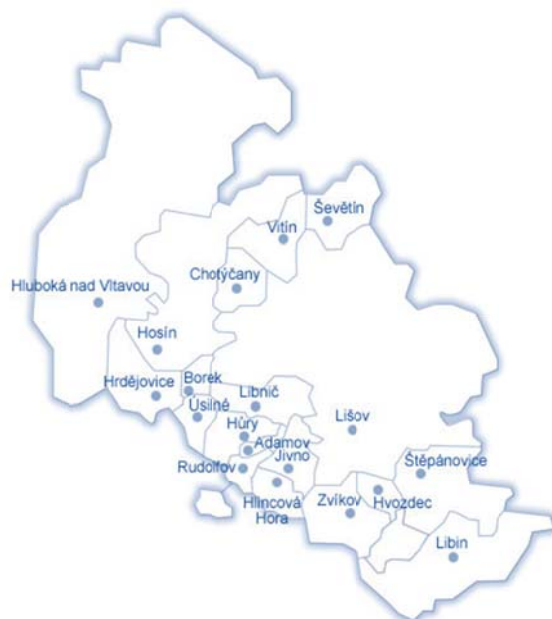 Ševětín
Vitín
Chotýčany
Hluboká nad Vltavou
Hosín
Borek
Hrdějovice
Libnič
Úsilné
Lišov
Hůry
Adamov
Jivno
Rudolfov
Štěpánovice
Hlincová
Hora
Zvíkov
Hvozdec
Libin